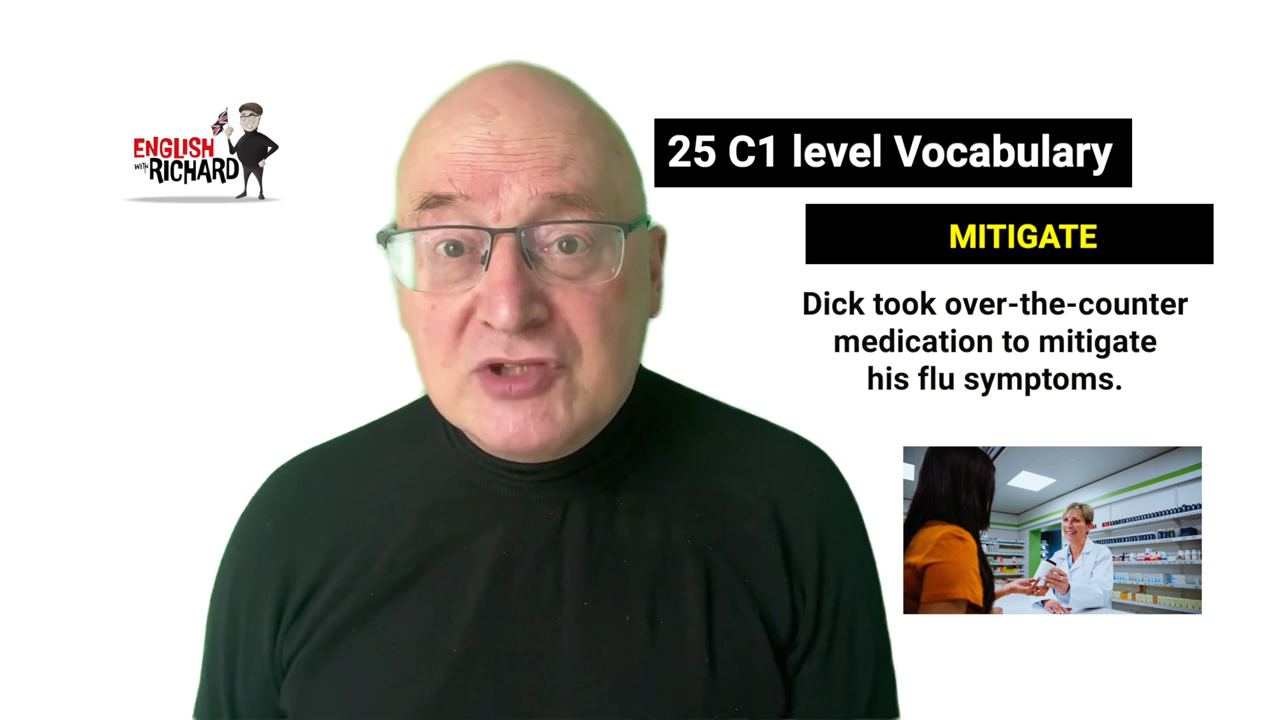 ENGLISH
WITH
RICHARD
25 C1 level Vocabulary
MITIGATE
Dick took over-the-counter
medication to mitigate
his flu symptoms.